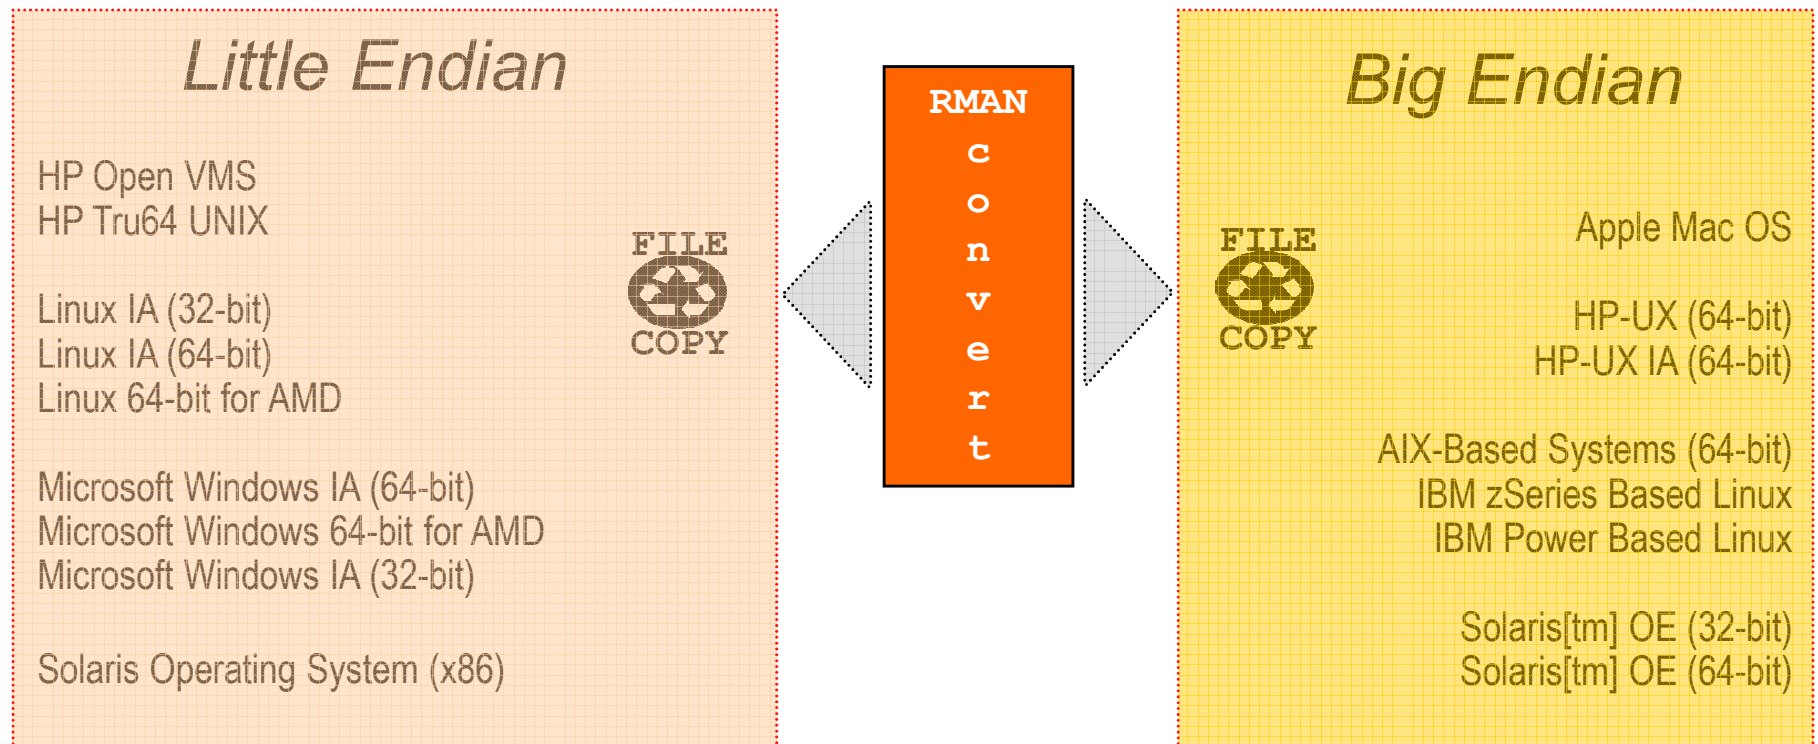 Little Endian
HP Open VMS
HP Tru64 UNIX
Linux IA (32-bit)
Linux IA (64-bit)
Linux 64-bit for AMD
Microsoft Windows IA (64-bit)
Microsoft Windows 64-bit for AMD
Microsoft Windows IA (32-bit)
Solaris Operating System (x86)
FILE
COPY
RMAN
c
o
n
v
e
r
t
Big Endian
FILE
COPY
Apple Mac OS
HP-UX (64-bit)
HP-UX IA (64-bit)
AIX-Based Systems (64-bit)
IBM zSeries Based Linux
IBM Power Based Linux
Solaris[tm] OE (32-bit)
Solaris[tm] OE (64-bit)